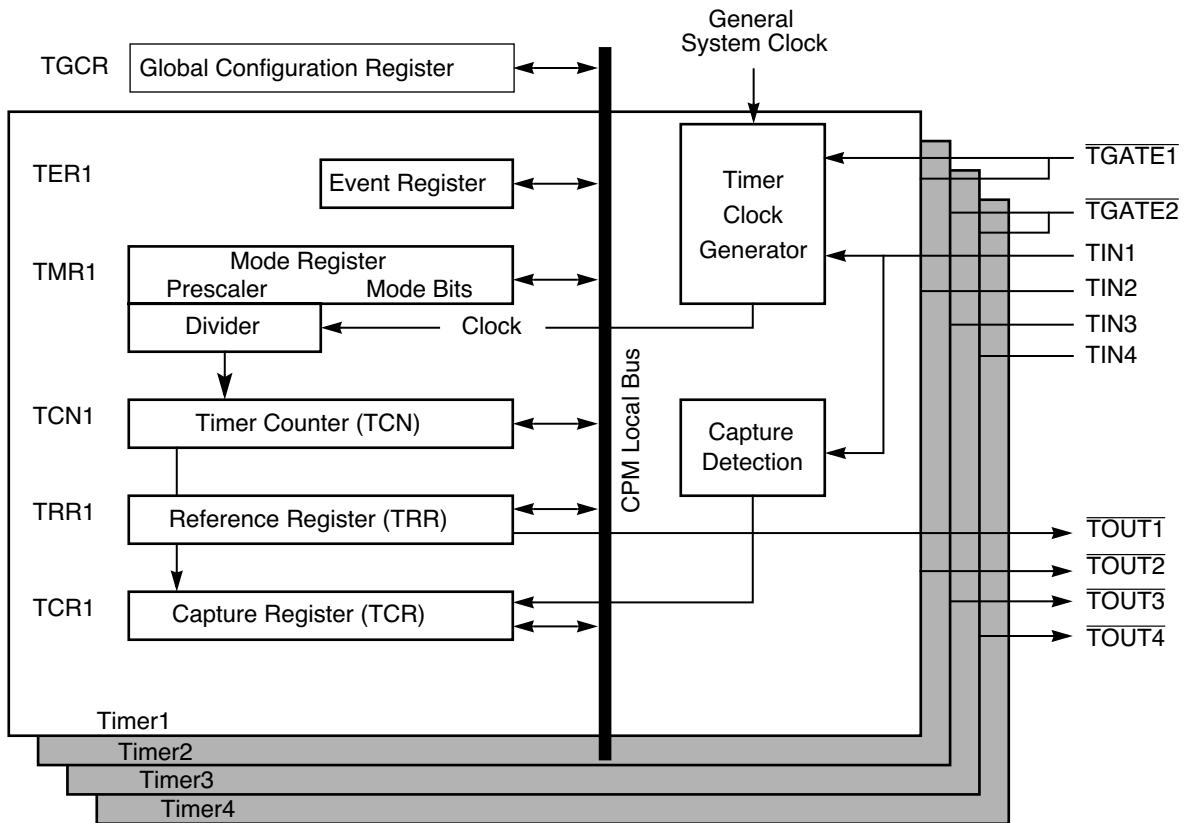 General
System Clock
TGCR
Global Configuration Register
TER1
Event Register
Timer
Clock
Generator
TGATE1
TGATE2
TIN1
TIN2
TIN3
TIN4
TMR1
Mode Register
Prescaler Mode Bits
Divider
Clock
CPM Local Bus
TCN1
Timer Counter (TCN)
Capture
Detection
TRR1
Reference Register (TRR)
TOUT1
TOUT2
TOUT3
TOUT4
TCR1
Capture Register (TCR)
Timer1
Timer2
Timer3
Timer4